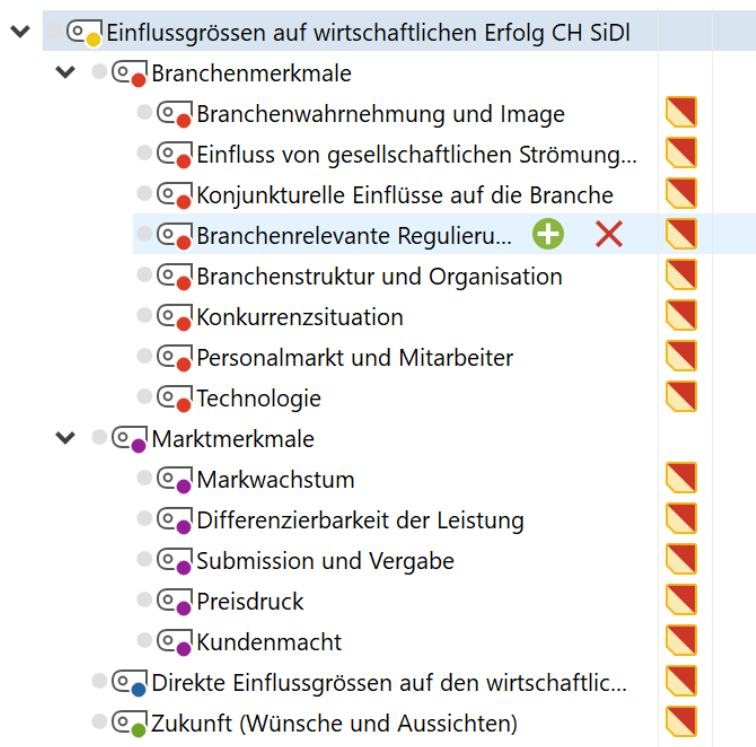 Einflussgrössen auf wirtschaftlichen Erfolg CH SiDl
Branchenmerkmale
Branchenwahrnehmung und Image
Einfluss von gesellschaftlichen Strömung...
Konjunkturelle Einflüsse auf die Branche
Branchenrelevante Regulieru...
Branchenstruktur und Organisation
Konkurrenzsituation
Personalmarkt und Mitarbeiter
Technologie
Marktmerkmale
Markwachstum
Differenzierbarkeit der Leistung
Submission und Vergabe
Preisdruck
Kundenmacht
Direkte Einflussgrössen auf den wirtschaftlic...
Zukunft (Wünsche und Aussichten)